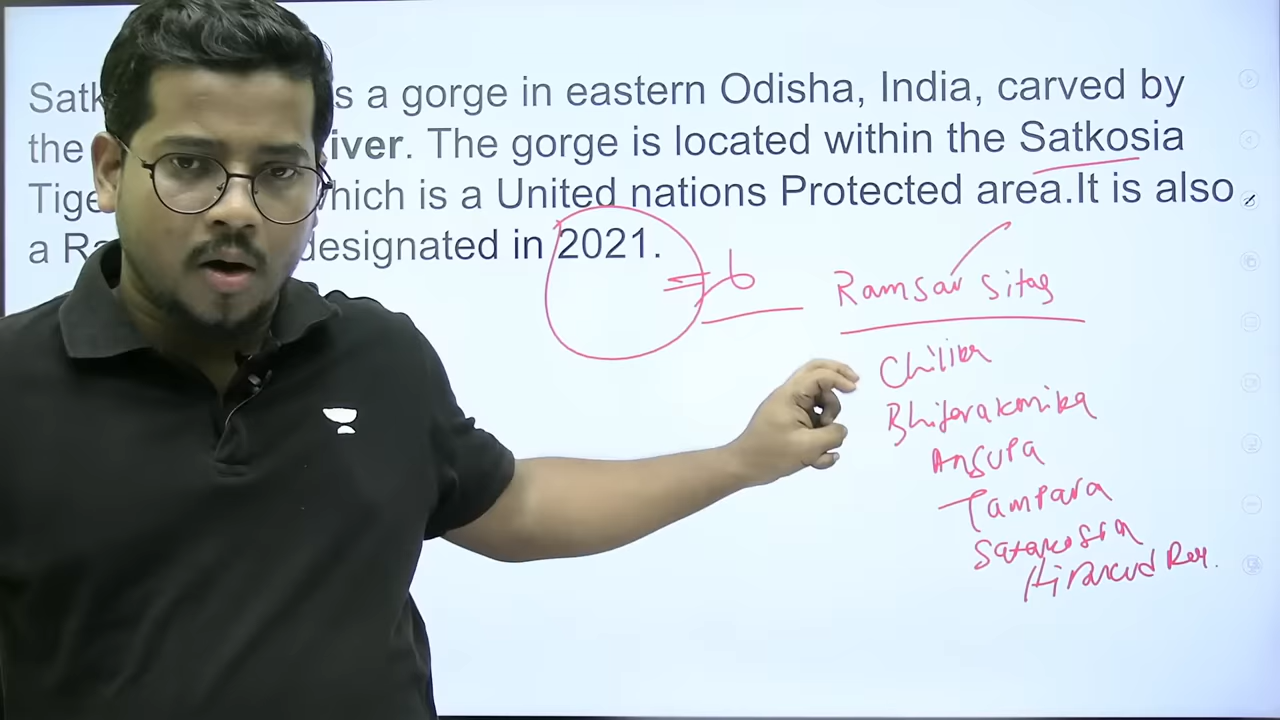 Satk s a gorge in eastern Odisha, India, carved by
the iver. The gorge is located within the Satkosia
Tige hich is a United nations Protected area.It is also
a Ra designated in 2021.
6
Ramsar Sites
Chilika
Bhitarakanika
Ansupa
Tampara
Satakosia
Hirakud Rer.